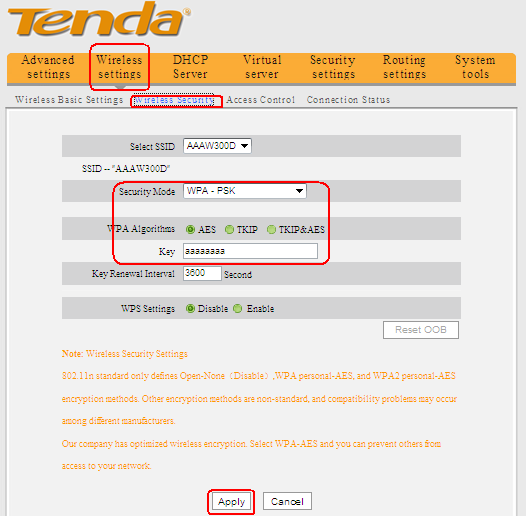 Tenda
Advanced settings Wireless settings DHCP Server Virtual server Security settings Routing settings System tools
Wireless Basic Settings Wireless Security Access Control Connection Status
Select SSID AAAW300D
SSID -- "AAAW300D"
Security Mode WPA - PSK
WPA Algorithms AES TKIP TKIP&AES
Key aaaaaaaa
Key Renewal Interval 3600 Second
WPS Settings Disable Enable
Reset OOB
Note: Wireless Security Settings
802.11n standard only defines Open-None（Disable）,WPA personal-AES, and WPA2 personal-AES
encryption methods. Other encryption methods are non-standard, and compatibility problems may occur
among different manufacturers.
Our company has optimized wireless encryption. Select WPA-AES and you can prevent others from
access to your network.
Apply Cancel